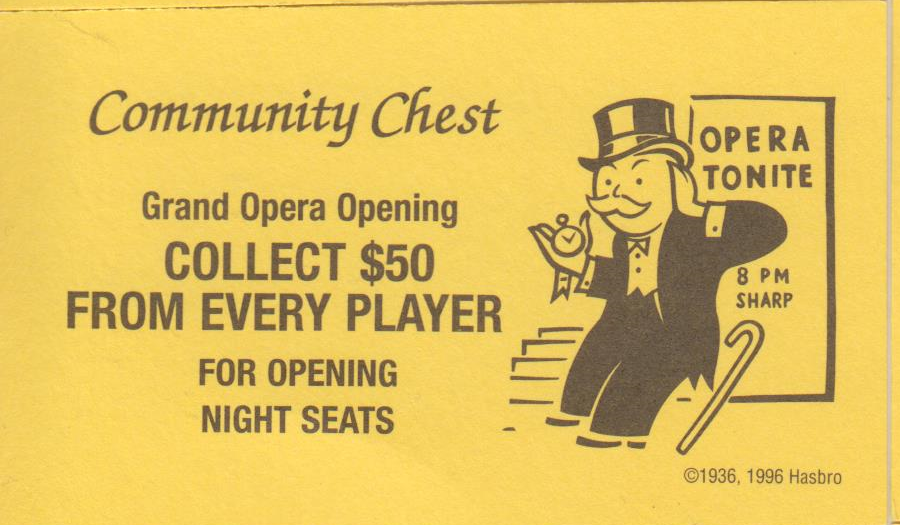 Community Chest
Grand Opera Opening
COLLECT $50
FROM EVERY PLAYER
FOR OPENING
NIGHT SEATS
OPERA
TONITE
8 PM
SHARP
©1936, 1996 Hasbro